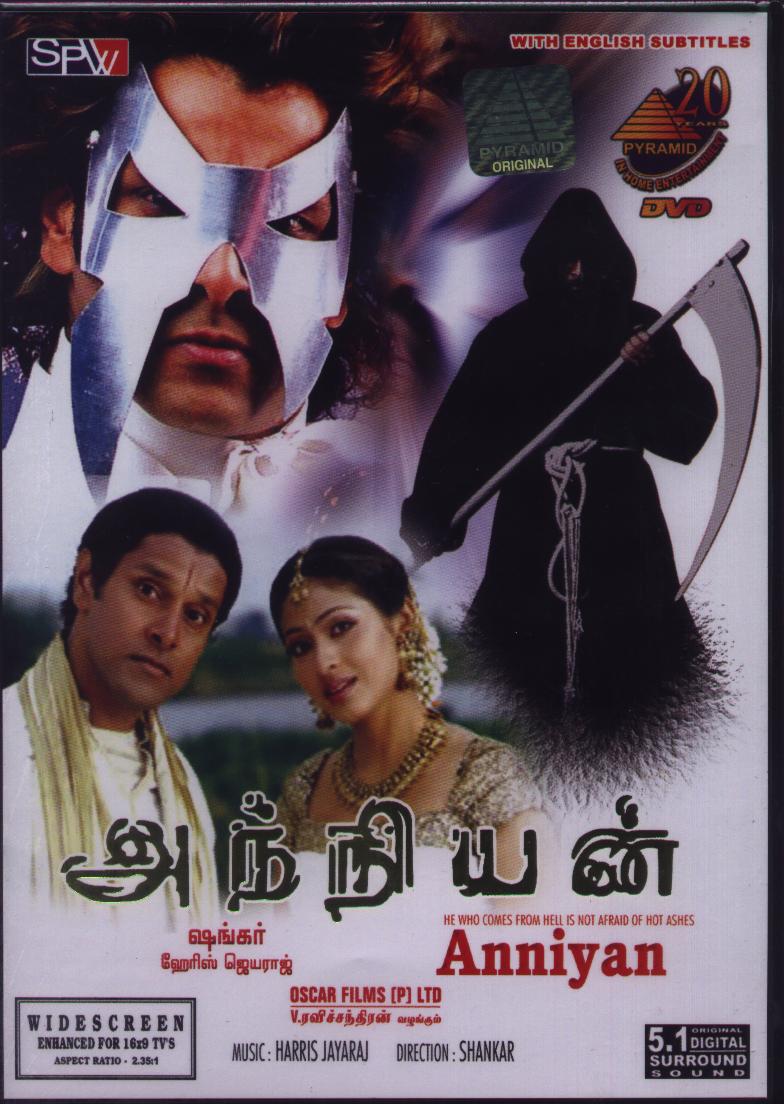 SPW
WITH ENGLISH SUBTITLES
PYRAMID
ORIGINAL
20
YEARS
PYRAMID
IN HOME ENTERTAINMENT
DVD
அந்நியன்
HE WHO COMES FROM HELL IS NOT AFRAID OF HOT ASHES
Anniyan
ஷங்கர்
ஹேரிஸ் ஜெயராஜ்
OSCAR FILMS (P) LTD
V.ரவிச்சந்திரன் வழங்கும்
WIDESCREEN
ENHANCED FOR 16x9 TV'S
ASPECT RATIO - 2.35:1
MUSIC : HARRIS JAYARAJ DIRECTION : SHANKAR
5.1 ORIGINAL DIGITAL
SURROUND
SOUND